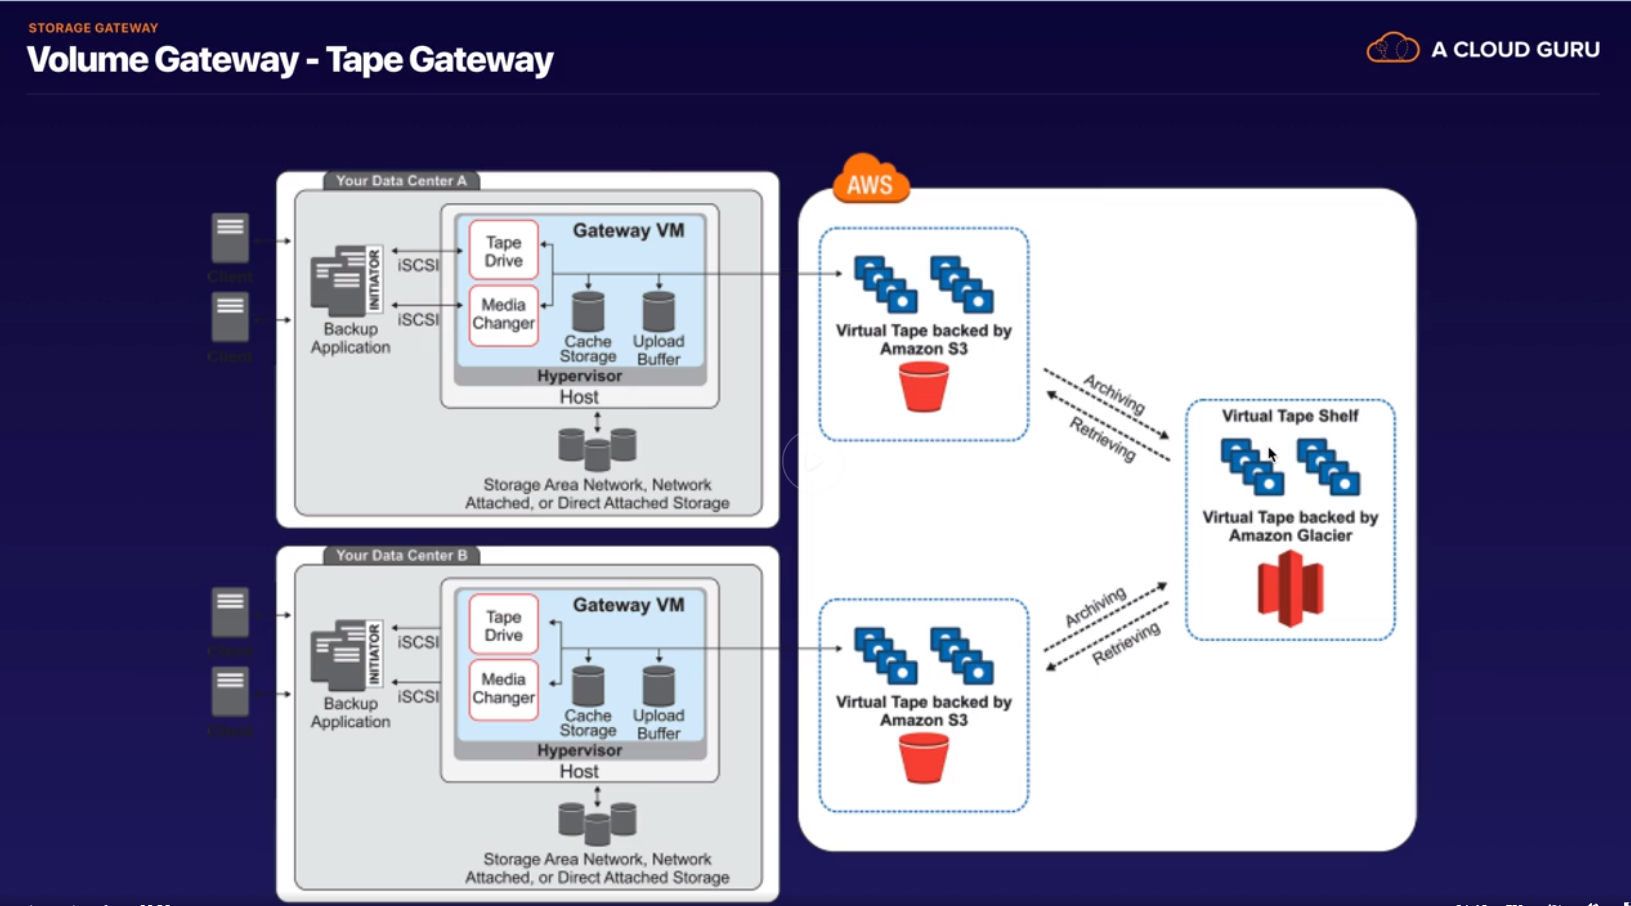 STORAGE GATEWAY
Volume Gateway - Tape Gateway
A CLOUD GURU
Your Data Center A
Client
Client
INITIATOR
Backup
Application
iSCSI
iSCSI
Tape
Drive
Media
Changer
Gateway VM
Cache
Storage
Upload
Buffer
Hypervisor
Host
Storage Area Network, Network
Attached, or Direct Attached Storage
Your Data Center B
Client
Client
INITIATOR
Backup
Application
iSCSI
iSCSI
Tape
Drive
Media
Changer
Gateway VM
Cache
Storage
Upload
Buffer
Hypervisor
Host
Storage Area Network, Network
Attached, or Direct Attached Storage
AWS
Virtual Tape backed by
Amazon S3
Archiving
Retrieving
Virtual Tape Shelf
Virtual Tape backed by
Amazon Glacier
Archiving
Retrieving
Virtual Tape backed by
Amazon S3